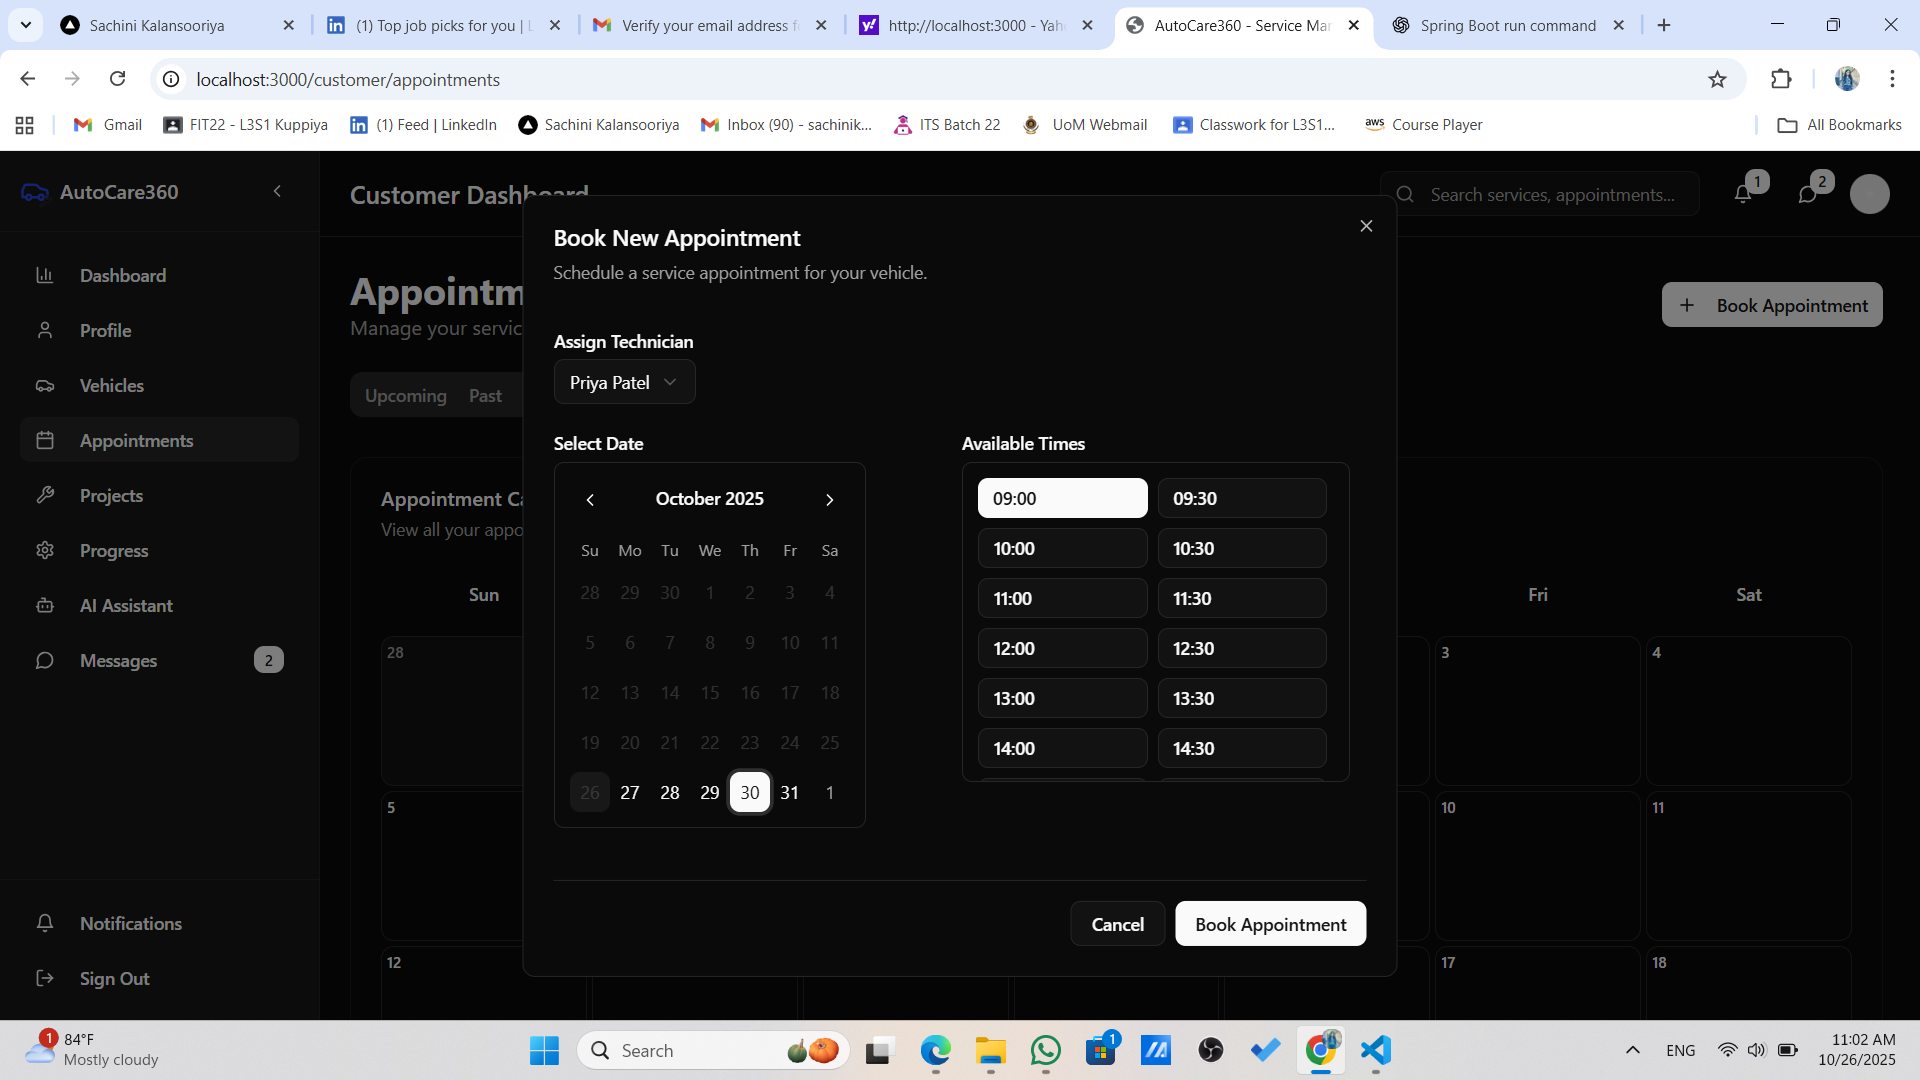 Sachini Kalansooriya
(1) Top job picks for you | L
Verify your email address f
http://localhost:3000 - Yah
AutoCare360 - Service Mar
Spring Boot run command
localhost:3000/customer/appointments
Gmail
FIT22 - L3S1 Kuppiya
(1) Feed | LinkedIn
Sachini Kalansooriya
Inbox (90) - sachinik...
ITS Batch 22
UoM Webmail
Classwork for L3S1...
aws
Course Player
All Bookmarks
AutoCare360
Dashboard
Profile
Vehicles
Appointments
Projects
Progress
AI Assistant
Messages
2
Notifications
Sign Out
Customer Dashboard
Search services, appointments...
1
2
Appointm
Manage your servic
Book Appointment
Upcoming
Past
Appointment Ca
View all your appo
Sun
Fri
Sat
28
3
4
5
10
11
12
17
18
Book New Appointment
Schedule a service appointment for your vehicle.
Assign Technician
Priya Patel
Select Date
October 2025
Su Mo Tu We Th Fr Sa
28 29 30 1 2 3 4
5 6 7 8 9 10 11
12 13 14 15 16 17 18
19 20 21 22 23 24 25
26 27 28 29 30 31 1
Available Times
09:00 09:30
10:00 10:30
11:00 11:30
12:00 12:30
13:00 13:30
14:00 14:30
Cancel
Book Appointment
1
84°F
Mostly cloudy
Search
1
ENG
11:02 AM
10/26/2025